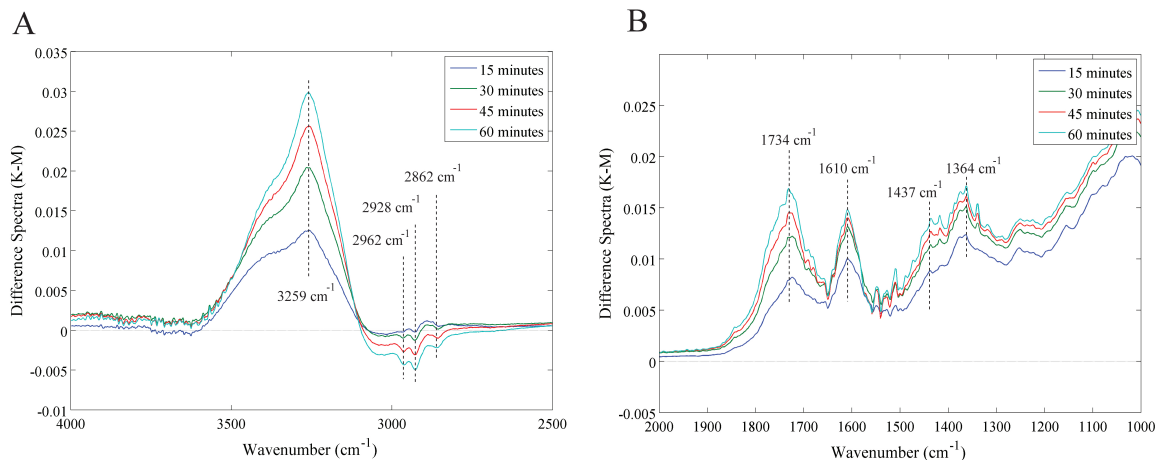 A
B
0.035
0.03
0.025
0.02
0.015
0.01
0.005
0
-0.005
-0.01
Difference Spectra (K-M)
4000
3500
3000
2500
Wavenumber (cm-1)
15 minutes
30 minutes
45 minutes
60 minutes
2862 cm-1
2928 cm-1
2962 cm-1
3259 cm-1
0.025
0.02
0.015
0.01
0.005
0
-0.005
Difference Spectra (K-M)
2000
1900
1800
1700
1600
1500
1400
1300
1200
1100
1000
Wavenumber (cm-1)
15 minutes
30 minutes
45 minutes
60 minutes
1734 cm-1
1610 cm-1
1437 cm-1
1364 cm-1